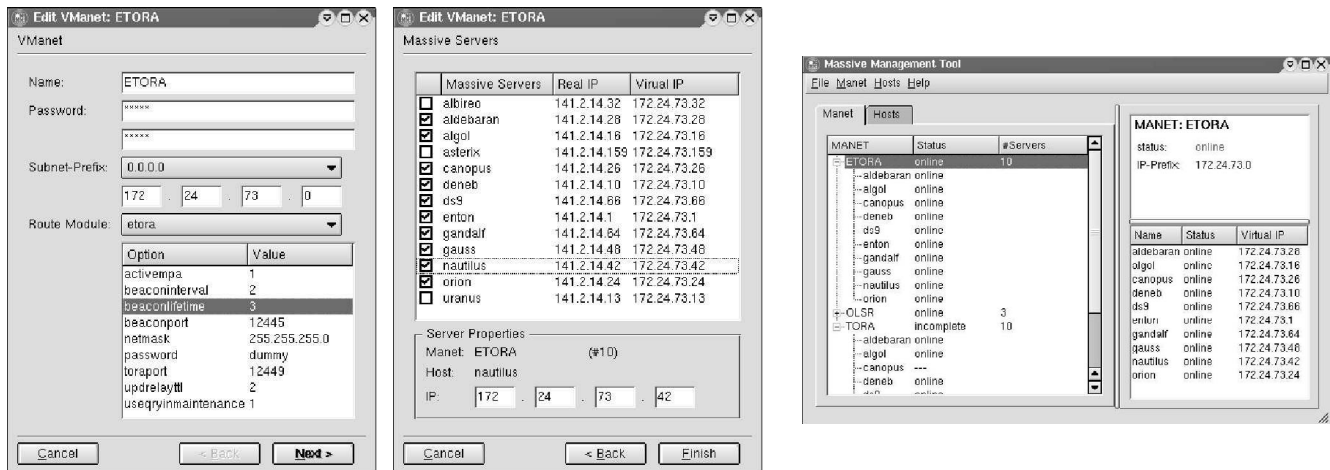 Edit VManet: ETORA
VManet
Name: ETORA
Password: *****
*****
Subnet-Prefix: 0.0.0.0
172 . 24 . 73 . 0
Route Module: etora
Option Value
activempa 1
beaconinterval 2
beaconlifetime 3
beaconport 12445
netmask 255.255.255.0
password dummy
toraport 12449
updrelayttl 2
useqryinmaintenance 1
Cancel < Back Next >
Edit VManet: ETORA
Massive Servers
Massive Servers Real IP Virual IP
albireo 141.2.14.32 172.24.73.32
aldebaran 141.2.14.28 172.24.73.28
algol 141.2.14.16 172.24.73.16
asterix 141.2.14.159 172.24.73.159
canopus 141.2.14.26 172.24.73.26
deneb 141.2.14.10 172.24.73.10
ds9 141.2.14.66 172.24.73.66
enton 141.2.14.1 172.24.73.1
gandalf 141.2.14.64 172.24.73.64
gauss 141.2.14.48 172.24.73.48
nautilus 141.2.14.42 172.24.73.42
orion 141.2.14.24 172.24.73.24
uranus 141.2.14.13 172.24.73.13
Server Properties
Manet: ETORA (#10)
Host: nautilus
IP: 172 . 24 . 73 . 42
Cancel < Back Finish
Massive Management Tool
File Manet Hosts Help
Manet Hosts
MANET Status #Servers
ETORA online 10
aldebaran online
algol online
canopus online
deneb online
ds9 online
enton online
gandalf online
gauss online
nautilus online
orion online
OLSR online 3
TORA incomplete 10
aldebaran online
algol online
canopus ---
deneb online
ds9 online
MANET: ETORA
status: online
IP-Prefix: 172.24.73.0
Name Status Virtual IP
aldebaran online 172.24.73.28
algol online 172.24.73.16
canopus online 172.24.73.26
deneb online 172.24.73.10
ds9 online 172.24.73.66
enton online 172.24.73.1
gandalf online 172.24.73.64
gauss online 172.24.73.48
nautilus online 172.24.73.42
orion online 172.24.73.24